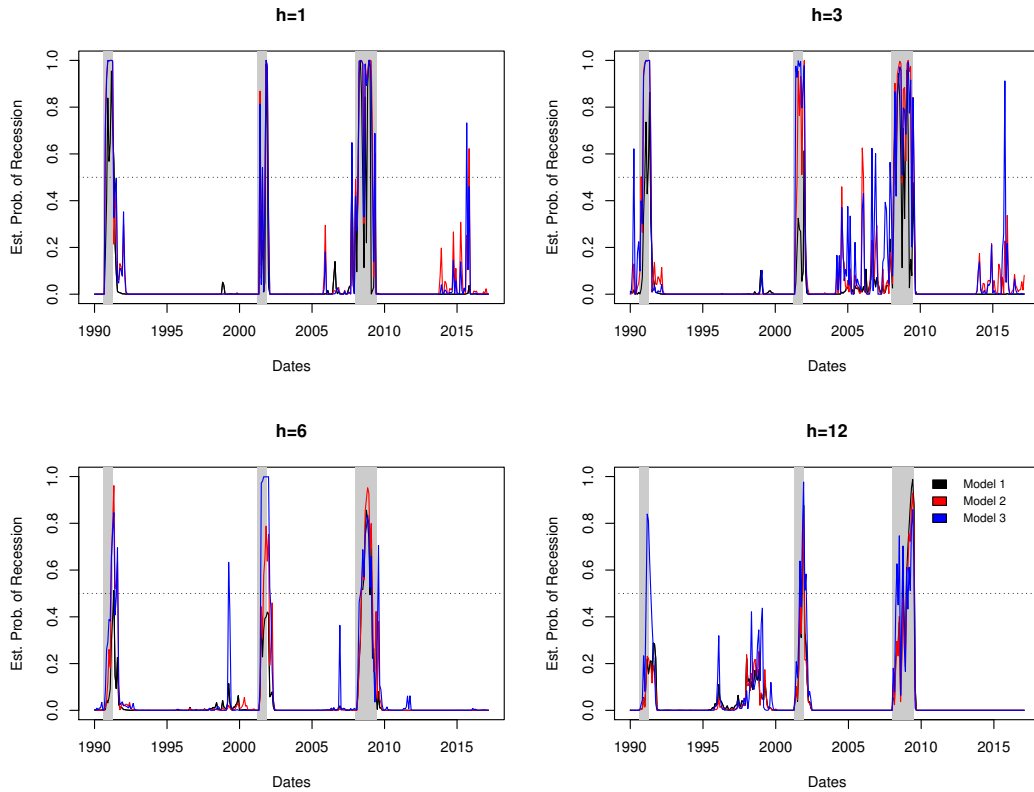 h=1
Est. Prob. of Recession
0.0 0.2 0.4 0.6 0.8 1.0
1990 1995 2000 2005 2010 2015
Dates
h=3
Est. Prob. of Recession
0.0 0.2 0.4 0.6 0.8 1.0
1990 1995 2000 2005 2010 2015
Dates
h=6
Est. Prob. of Recession
0.0 0.2 0.4 0.6 0.8 1.0
1990 1995 2000 2005 2010 2015
Dates
h=12
Est. Prob. of Recession
0.0 0.2 0.4 0.6 0.8 1.0
Model 1
Model 2
Model 3
1990 1995 2000 2005 2010 2015
Dates